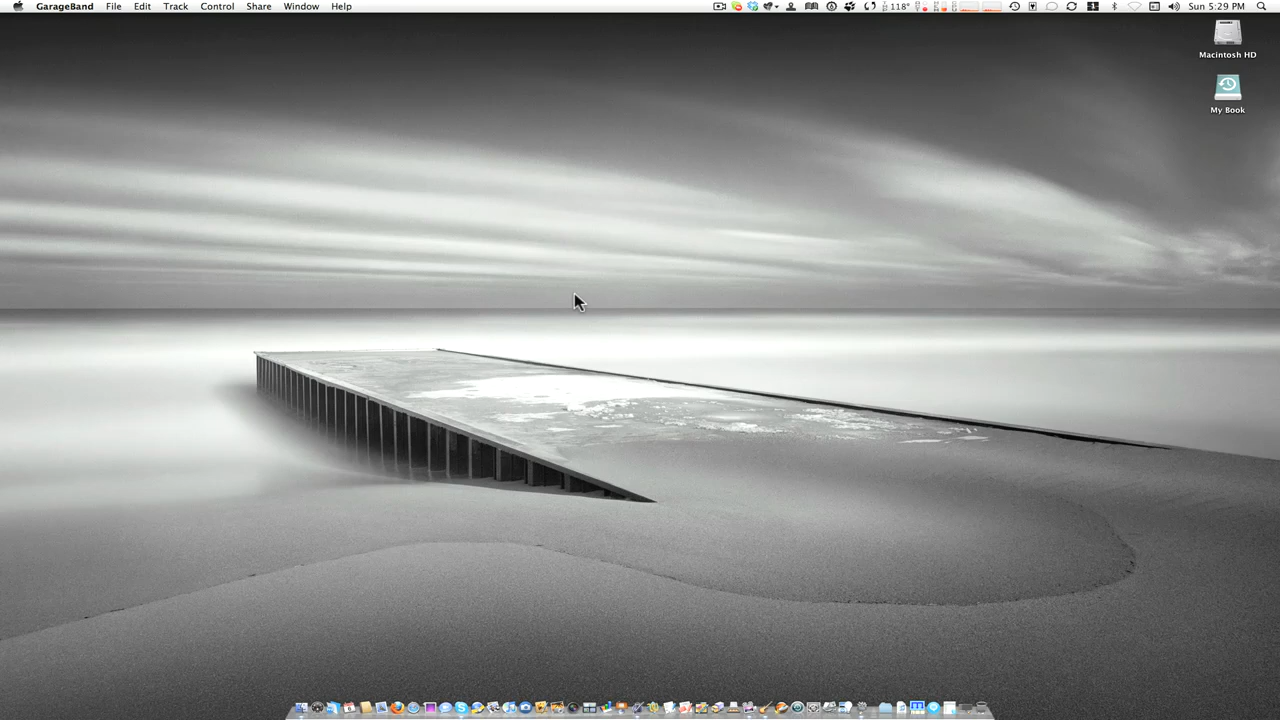 GarageBand File Edit Track Control Share Window Help 118° Sun 5:29 PM
Macintosh HD
My Book